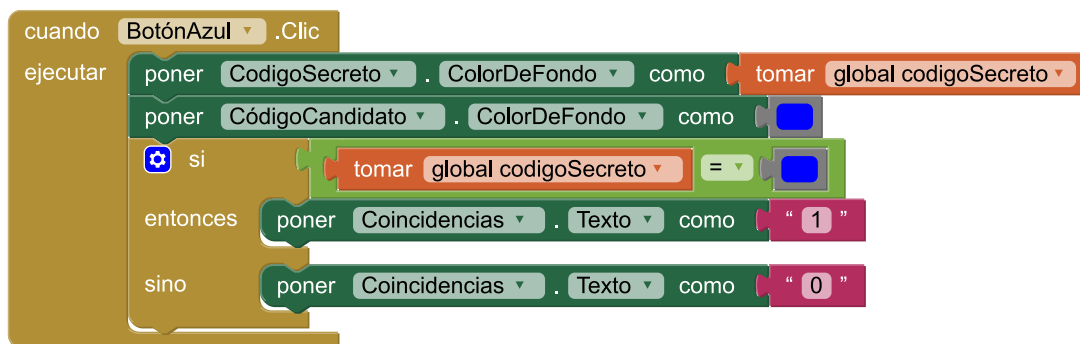 cuando BotónAzul .Clic
ejecutar poner CodigoSecreto . ColorDeFondo como tomar global codigoSecreto
poner CódigoCandidato . ColorDeFondo como
si tomar global codigoSecreto =
entonces poner Coincidencias . Texto como “ 1 ”
sino poner Coincidencias . Texto como “ 0 ”